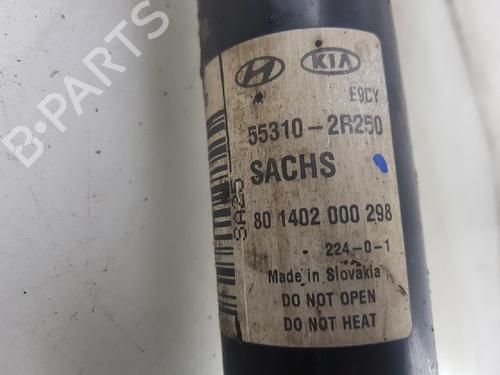 KIA
E9CY
55310-2R250
SACHS
80 1402 000 298
SA25
224-0-1
Made in Slovakia
DO NOT OPEN
DO NOT HEAT